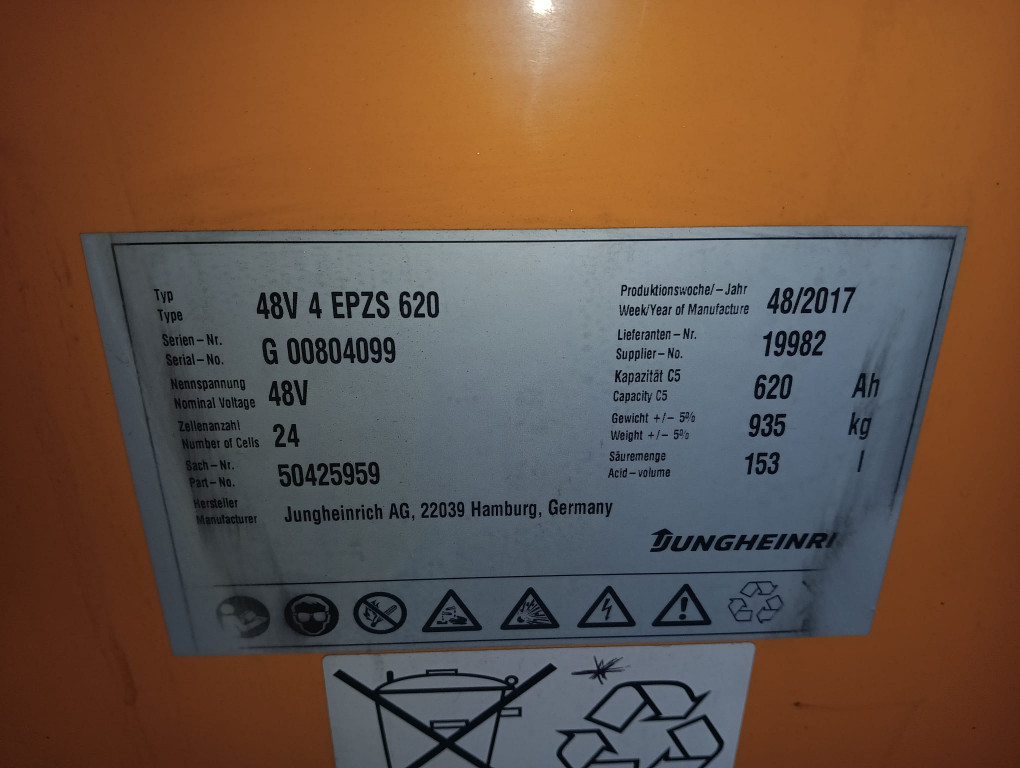 Typ
Type
48V 4 EPZS 620
Serien-Nr.
Serial-No.
G 00804099
Nennspannung
Nominal Voltage
48V
Zellenanzahl
Number of Cells
24
Sach-Nr.
Part-No.
50425959
Hersteller
Manufacturer
Jungheinrich AG, 22039 Hamburg, Germany
Produktionswoche/-Jahr
Week/Year of Manufacture
48/2017
Lieferanten-Nr.
Supplier-No.
19982
Kapazität C5
Capacity C5
620 Ah
Gewicht +/- 5%
Weight +/- 5%
935 kg
Säuremenge
Acid-volume
153 l
JUNGHEINRI